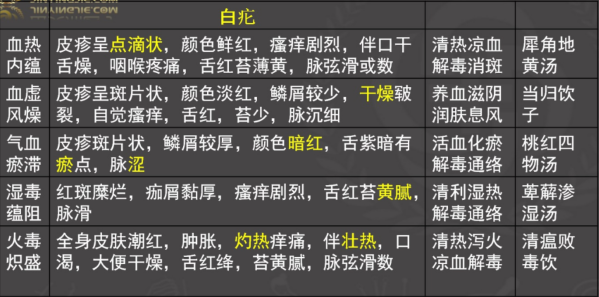 JINYINGJIE.COM
白疕
血热内蕴 皮疹呈点滴状，颜色鲜红，瘙痒剧烈，伴口干舌燥，咽喉疼痛，舌红苔薄黄，脉弦滑或数 清热凉血解毒消斑 犀角地黄汤
血虚风燥 皮疹呈斑片状，颜色淡红，鳞屑较少，干燥皲裂，自觉瘙痒，舌红，苔少，脉沉细 养血滋阴润肤息风 当归饮子
气血瘀滞 皮疹斑片状，鳞屑较厚，颜色暗红，舌紫暗有瘀点，脉涩 活血化瘀解毒通络 桃红四物汤
湿毒蕴阻 红斑糜烂，痂屑黏厚，瘙痒剧烈，舌红苔黄腻，脉滑 清利湿热解毒通络 萆薢渗湿汤
火毒炽盛 全身皮肤潮红，肿胀，灼热痒痛，伴壮热，口渴，大便干燥，舌红绛，苔黄腻，脉弦滑数 清热泻火凉血解毒 清瘟败毒饮